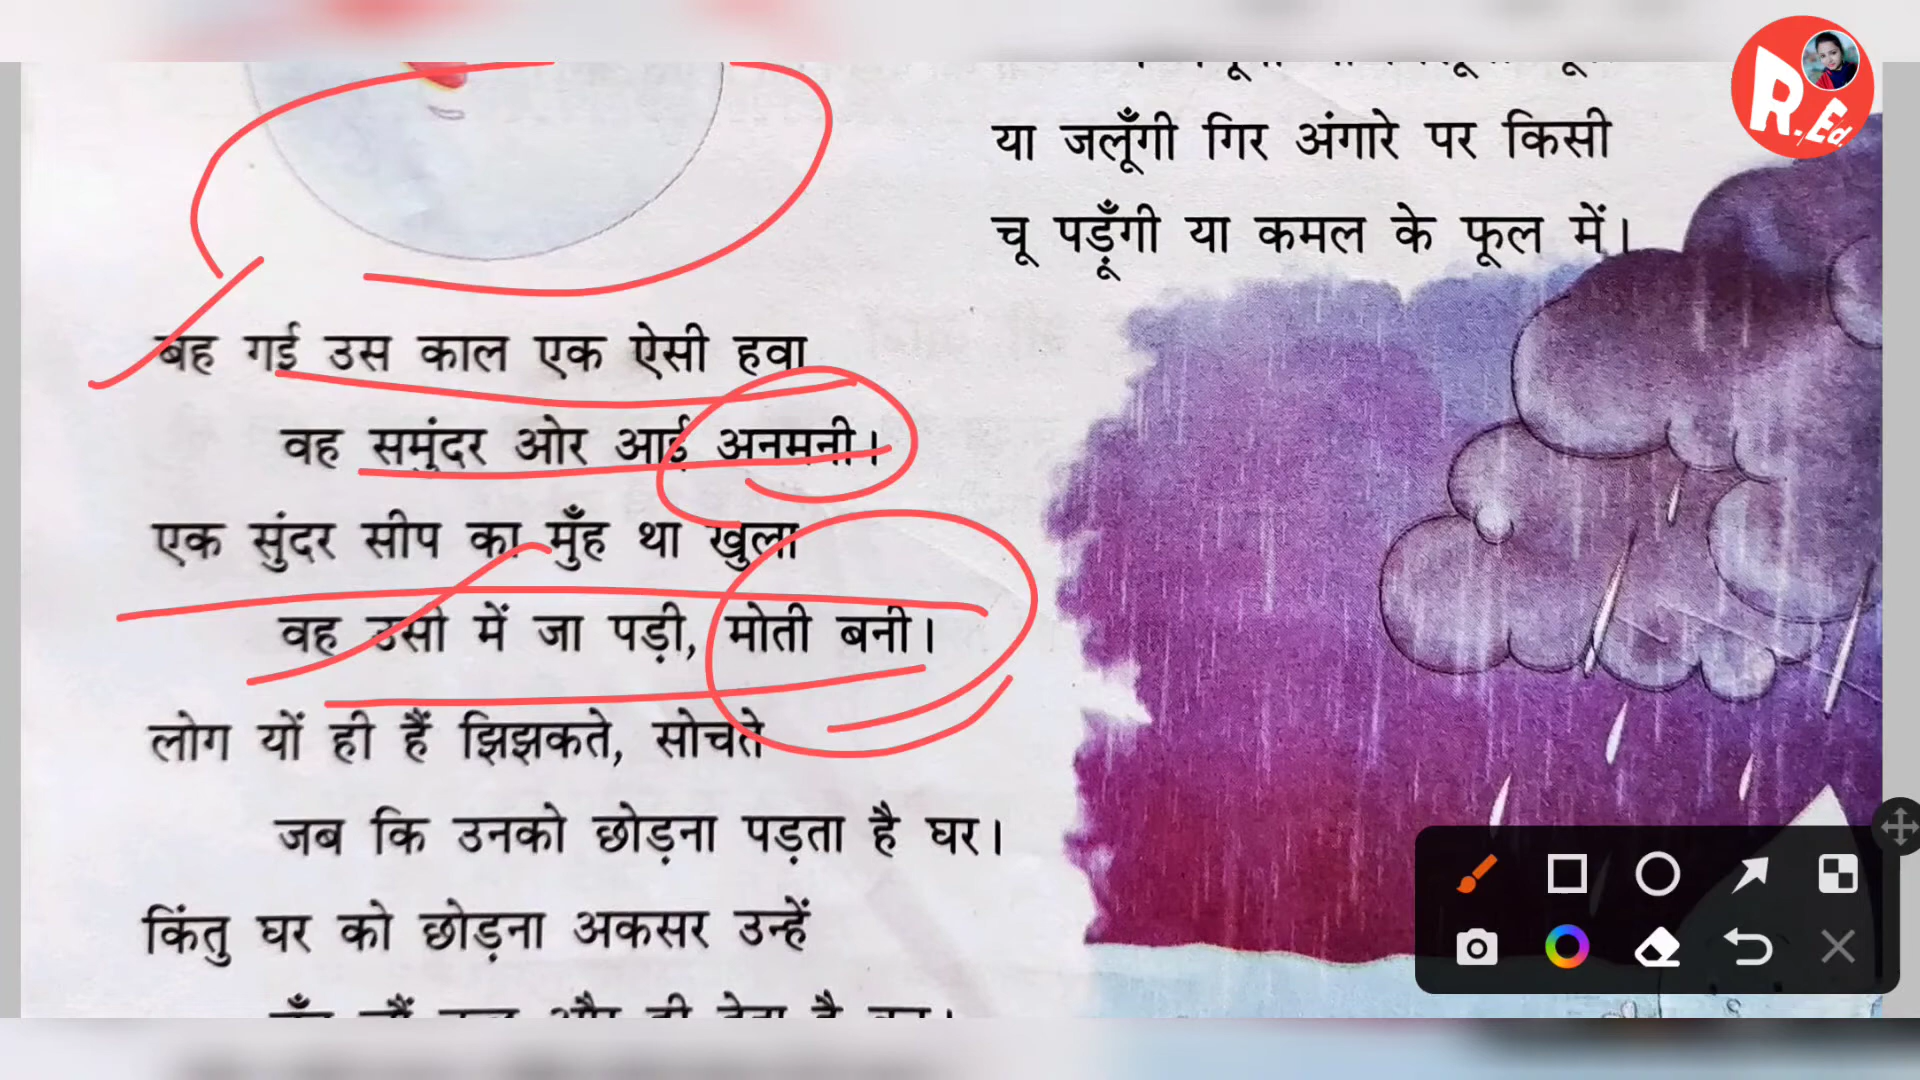 बह गई उस काल एक ऐसी हवा
वह समुंदर ओर आई अनमनी।
एक सुंदर सीप का मुँह था खुला
वह उसी में जा पड़ी, मोती बनी।
लोग यों ही हैं झिझकते, सोचते
जब कि उनको छोड़ना पड़ता है घर।
किंतु घर को छोड़ना अकसर उन्हें
या जलूँगी गिर अंगारे पर किसी
चू पड़ूँगी या कमल के फूल में।
R.Ed